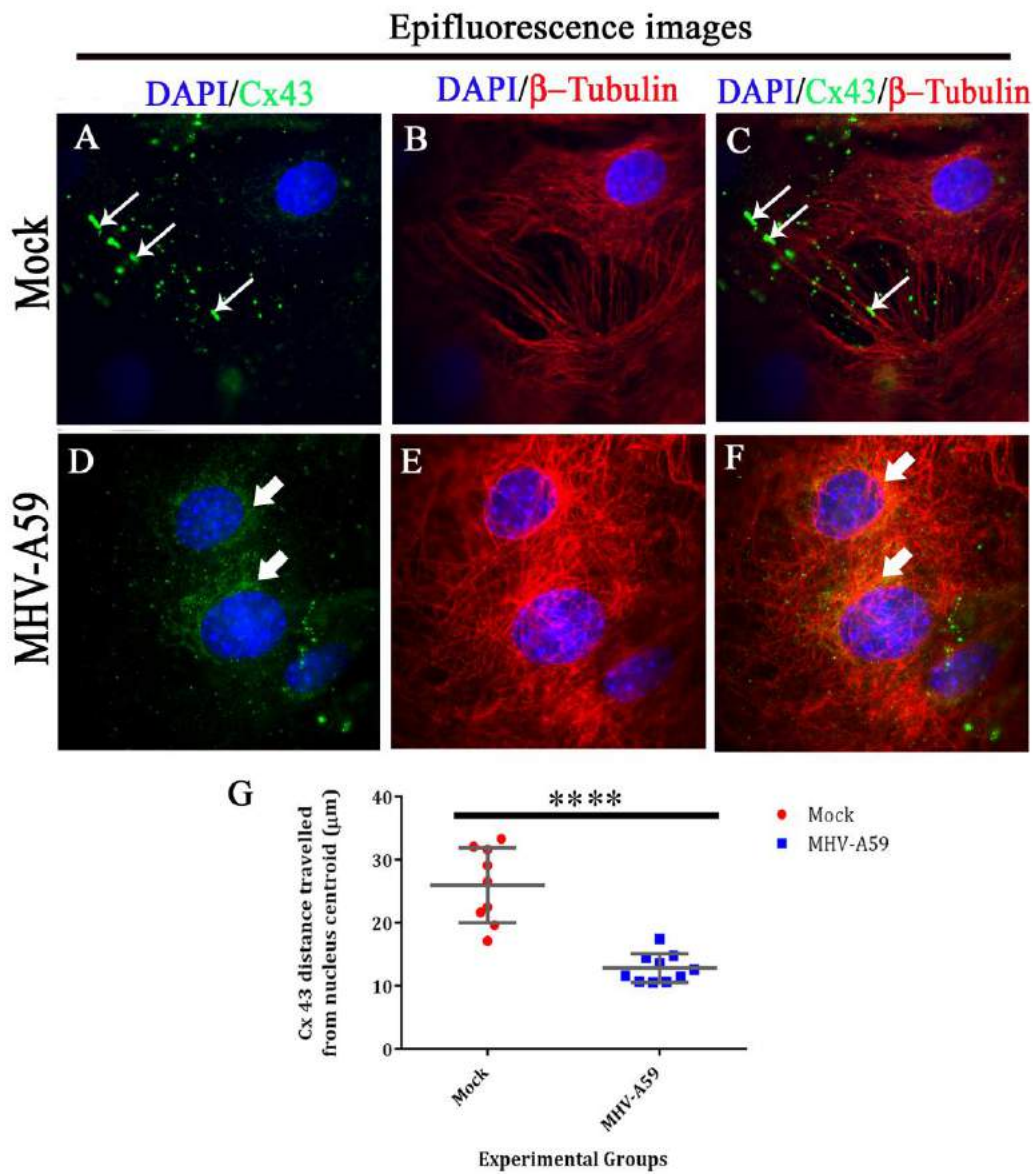 Epifluorescence images
DAPI/Cx43
DAPI/β–Tubulin
DAPI/Cx43/β–Tubulin
Mock
A
B
C
MHV-A59
D
E
F
G
Cx 43 distance travelled
from nucleus centroid (μm)
40
30
20
10
0
****
Mock
MHV-A59
Mock
MHV-A59
Experimental Groups